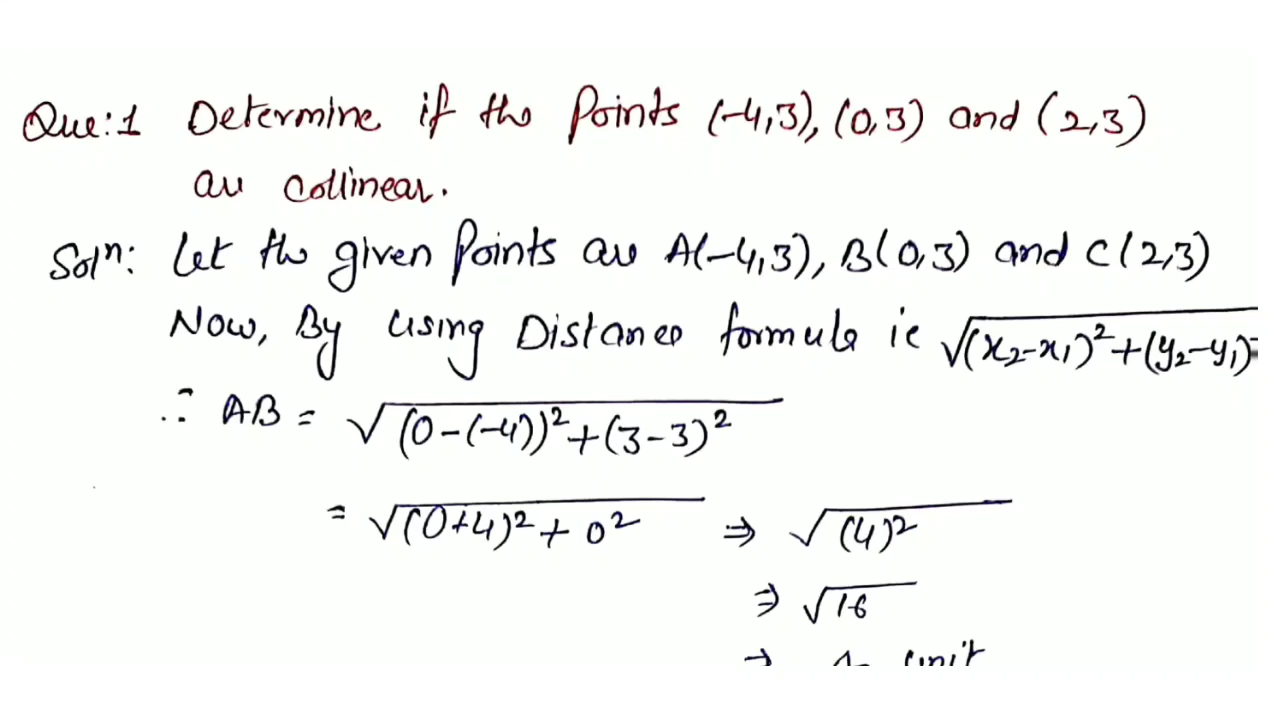 Que:1 Determine if the Points (-4,3), (0,3) and (2,3)
are collinear.
Solⁿ: Let the given Points are A(-4,3), B(0,3) and C(2,3)
Now, By using Distance formula ie √(x₂-x₁)²+(y₂-y₁)²
∴ AB = √(0-(-4))²+(3-3)²
= √(0+4)²+0² ⇒ √(4)²
⇒ √16
unit